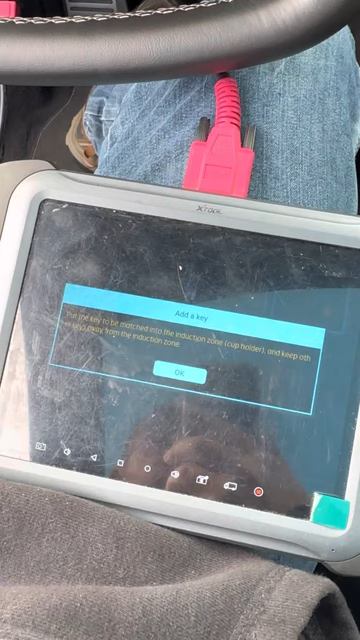 XTOOL
Add a key
Put the key to be matched into the induction zone (cup holder), and keep oth
keys away from the induction zone
OK